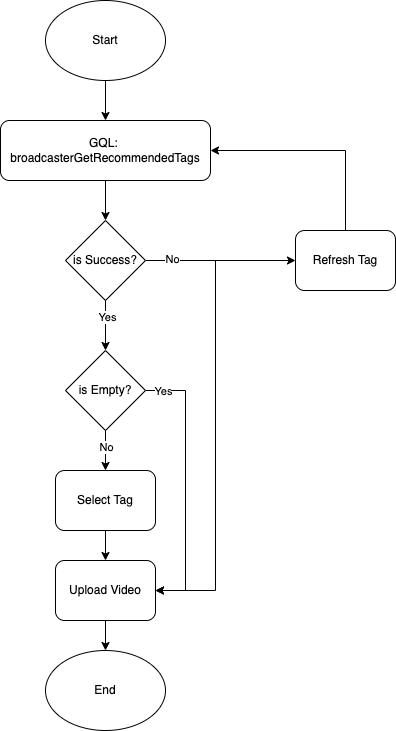 Start
GQL:
broadcasterGetRecommendedTags
is Success?
No
Refresh Tag
Yes
is Empty?
Yes
No
Select Tag
Upload Video
End